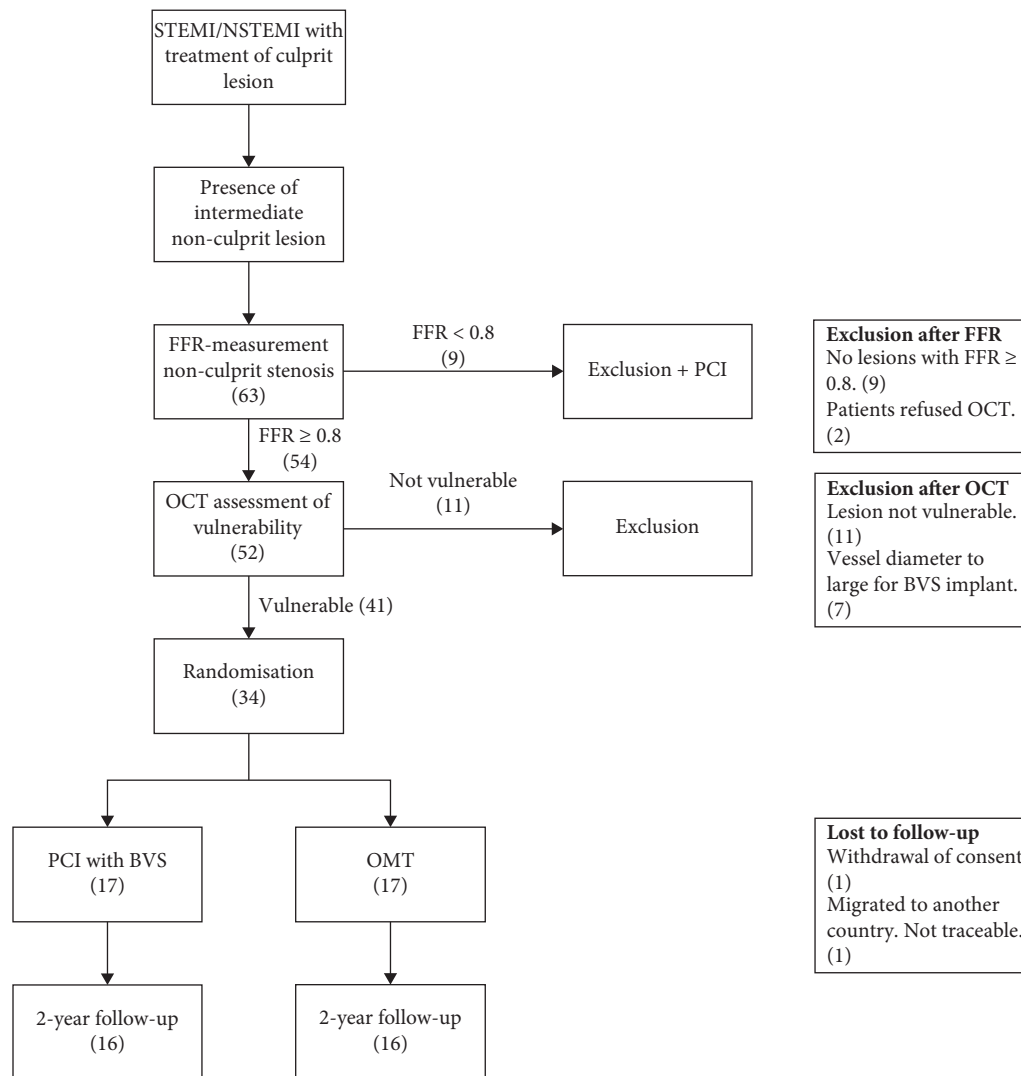 STEMI/NSTEMI with
treatment of culprit
lesion
Presence of
intermediate
non-culprit lesion
FFR-measurement
non-culprit stenosis
(63)
FFR < 0.8
(9)
Exclusion + PCI
Exclusion after FFR
No lesions with FFR ≥
0.8. (9)
Patients refused OCT.
(2)
FFR ≥ 0.8
(54)
OCT assessment of
vulnerability
(52)
Not vulnerable
(11)
Exclusion
Exclusion after OCT
Lesion not vulnerable.
(11)
Vessel diameter to
large for BVS implant.
(7)
Vulnerable (41)
Randomisation
(34)
PCI with BVS
(17)
OMT
(17)
Lost to follow-up
Withdrawal of consent
(1)
Migrated to another
country. Not traceable.
(1)
2-year follow-up
(16)
2-year follow-up
(16)